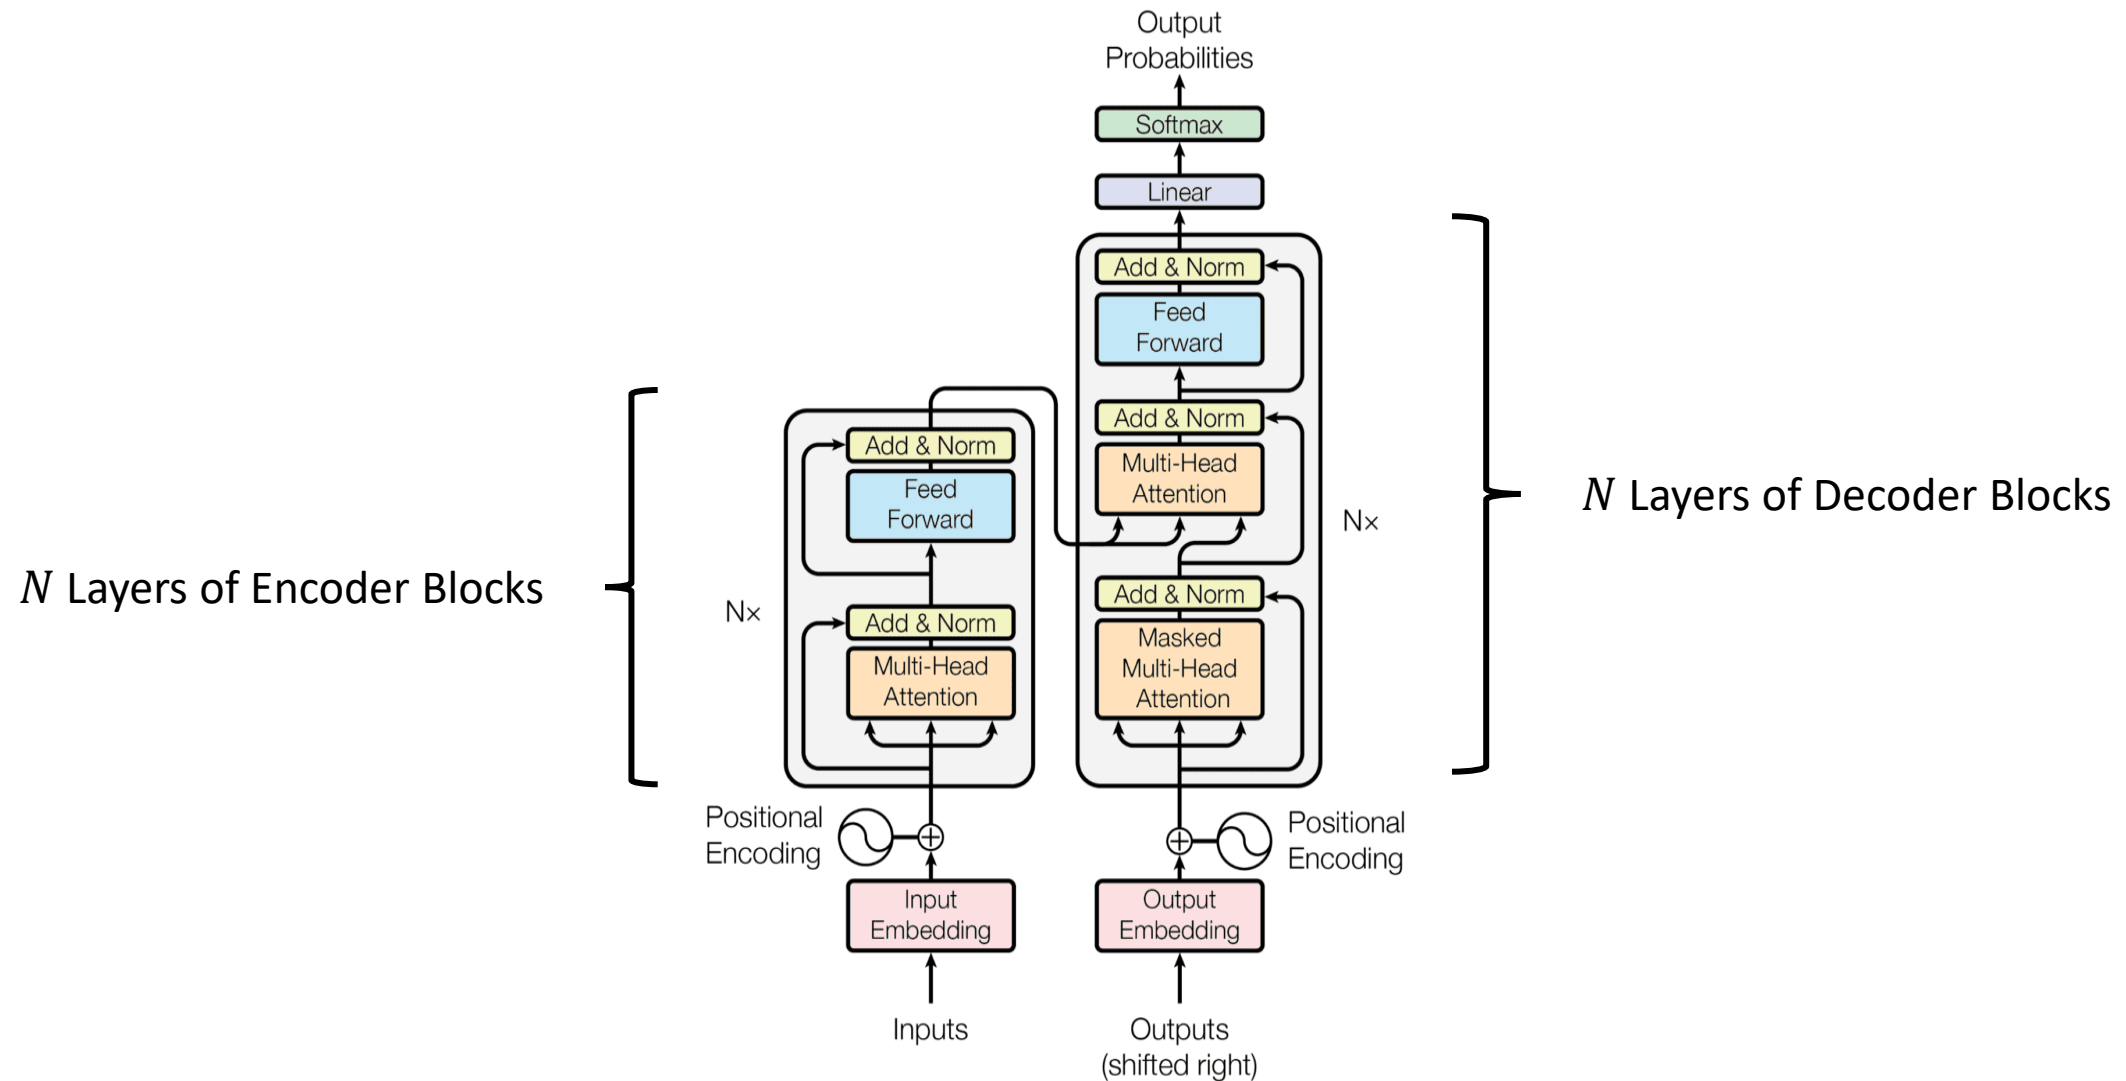 Output
Probabilities
Softmax
Linear
Add & Norm
Feed
Forward
Add & Norm
Multi-Head
Attention
Add & Norm
Masked
Multi-Head
Attention
N×
N Layers of Decoder Blocks
Add & Norm
Feed
Forward
Add & Norm
Multi-Head
Attention
N×
N Layers of Encoder Blocks
Positional
Encoding
Positional
Encoding
Input
Embedding
Output
Embedding
Inputs
Outputs
(shifted right)